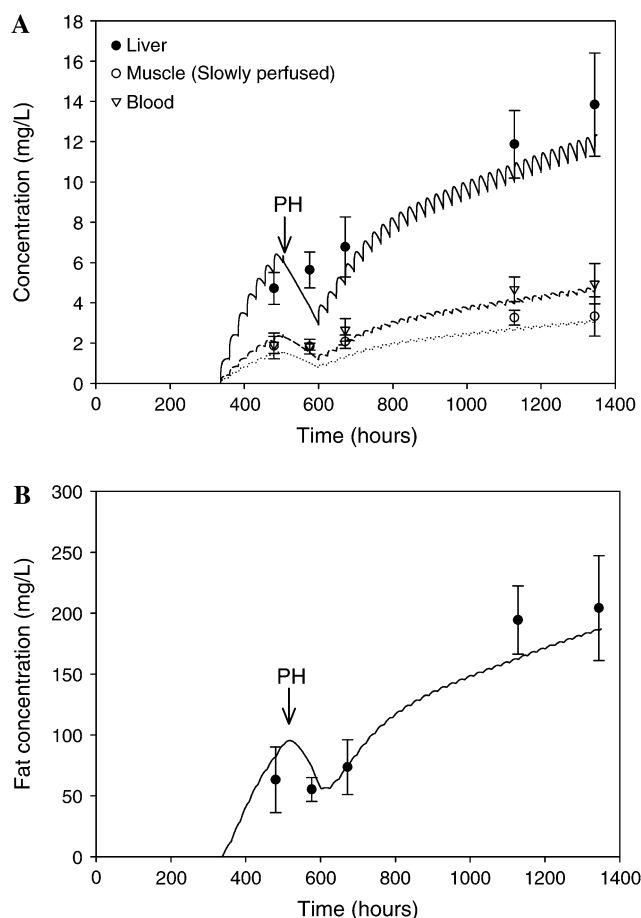 A
18
16
14
12
10
8
6
4
2
0
Concentration (mg/L)
Liver
Muscle (Slowly perfused)
Blood
PH
0 200 400 600 800 1000 1200 1400
Time (hours)
B
300
250
200
150
100
50
0
Fat concentration (mg/L)
PH
0 200 400 600 800 1000 1200 1400
Time (hours)